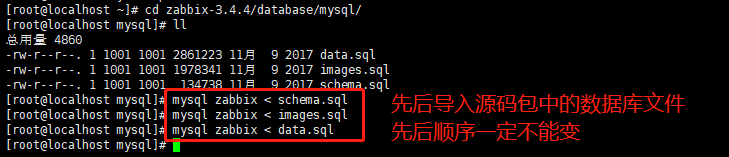 [root@localhost ~]# cd zabbix-3.4.4/database/mysql/
[root@localhost mysql]# ll
总用量 4860
-rw-r--r--. 1 1001 1001 2861223 11月  9 2017 data.sql
-rw-r--r--. 1 1001 1001 1978341 11月  9 2017 images.sql
-rw-r--r--. 1 1001 1001  134738 11月  9 2017 schema.sql
[root@localhost mysql]# mysql zabbix < schema.sql
[root@localhost mysql]# mysql zabbix < images.sql
[root@localhost mysql]# mysql zabbix < data.sql
[root@localhost mysql]#
先后导入源码包中的数据库文件
先后顺序一定不能变